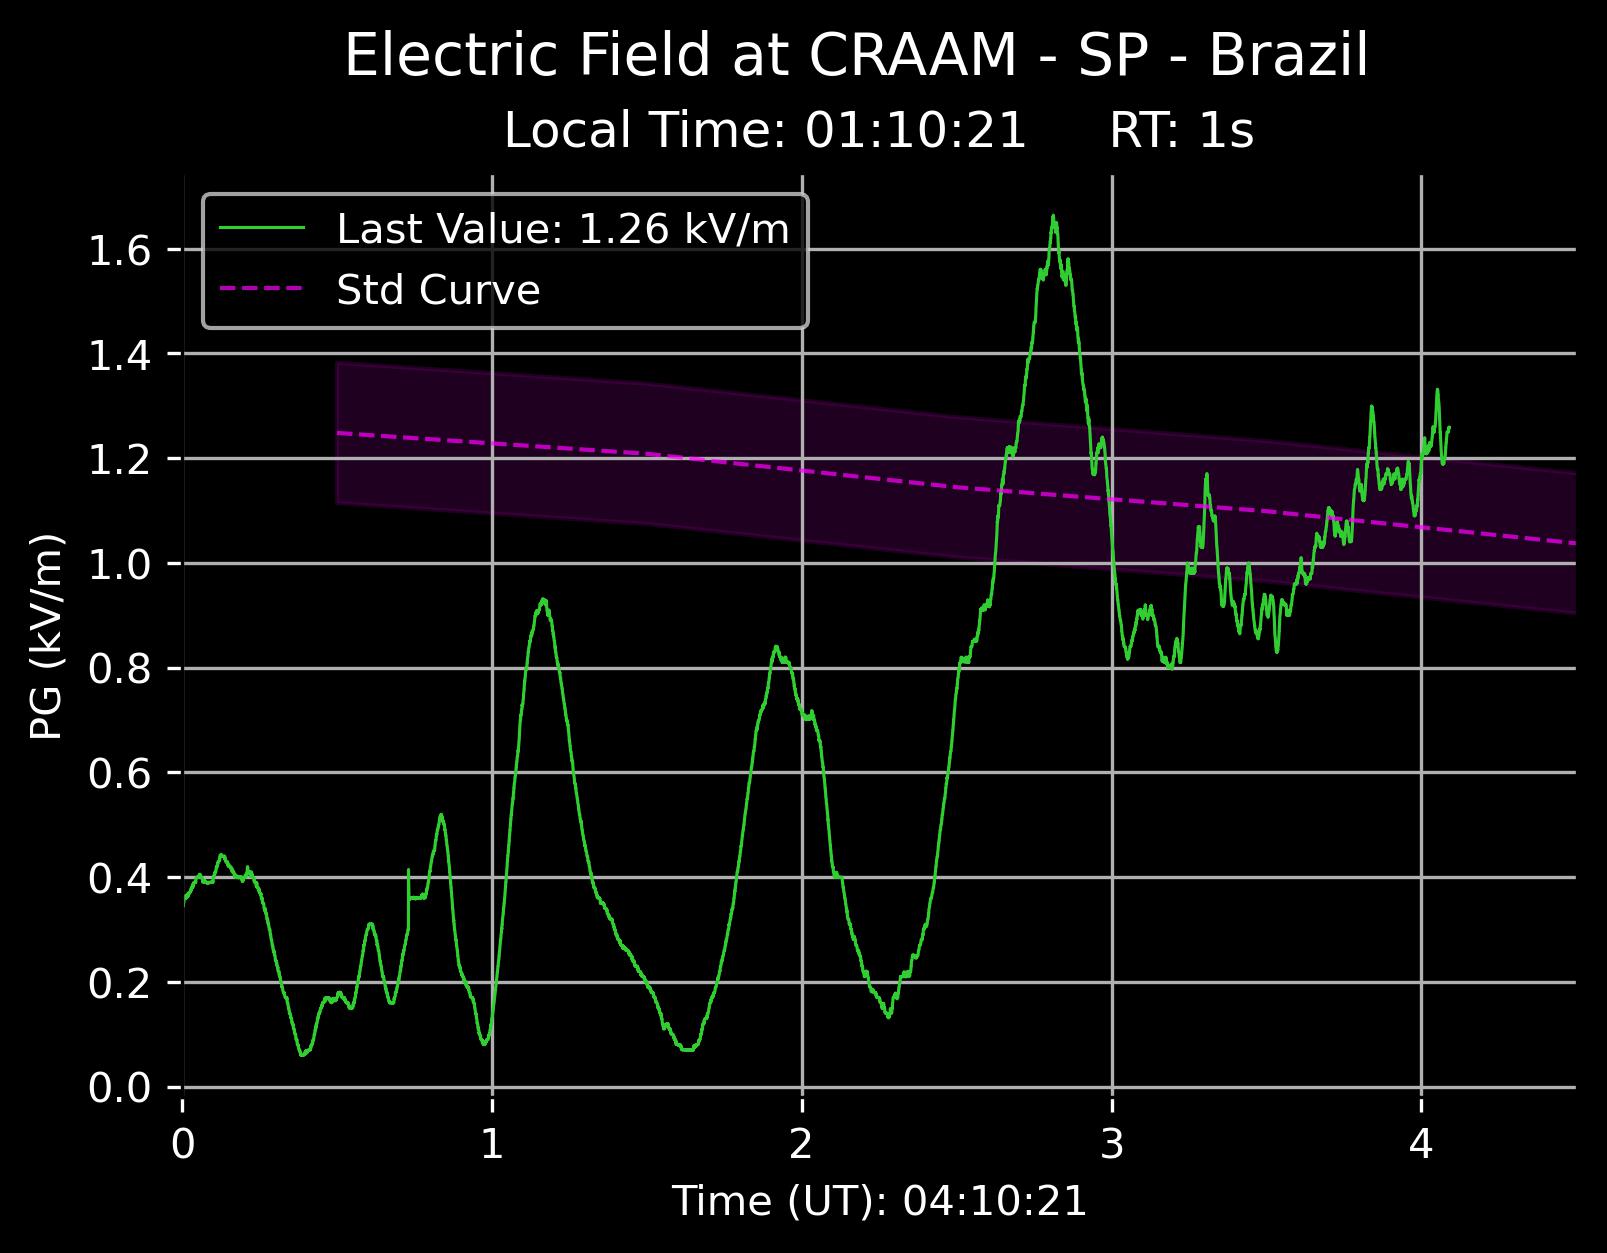 Electric Field at CRAAM - SP - Brazil
Local Time: 01:10:21 RT: 1s
Last Value: 1.26 kV/m
Std Curve
PG (kV/m)
1.6
1.4
1.2
1.0
0.8
0.6
0.4
0.2
0.0
0 1 2 3 4
Time (UT): 04:10:21